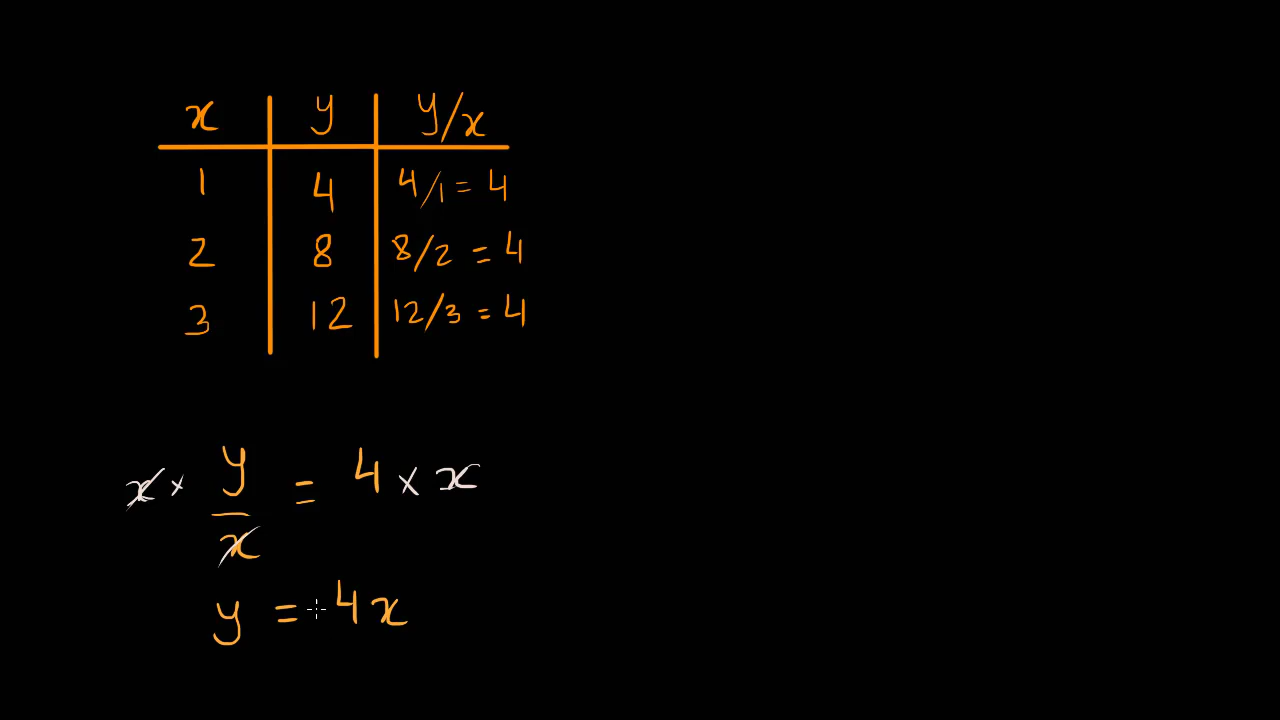 x y y/x
1 4 4/1 = 4
2 8 8/2 = 4
3 12 12/3 = 4
x × y/x = 4 × x
y = 4x